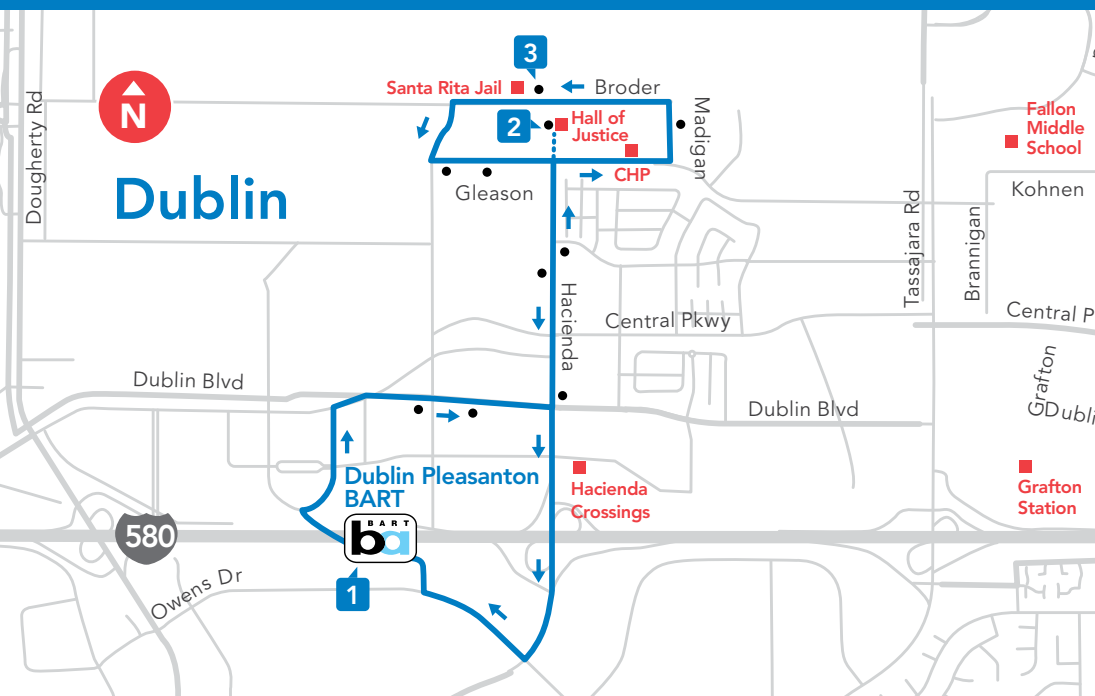 3
Santa Rita Jail
Broder
N
Dougherty Rd
2
Hall of
Justice
Madigan
Fallon
Middle
School
CHP
Dublin
Gleason
Kohnen
Tassajara Rd
Brannigan
Hacienda
Central Pkwy
Central P
Dublin Blvd
Grafton
Dublin Blvd
Dubli
Dublin Pleasanton
BART
Hacienda
Crossings
Grafton
Station
BART
ba
580
1
Owens Dr